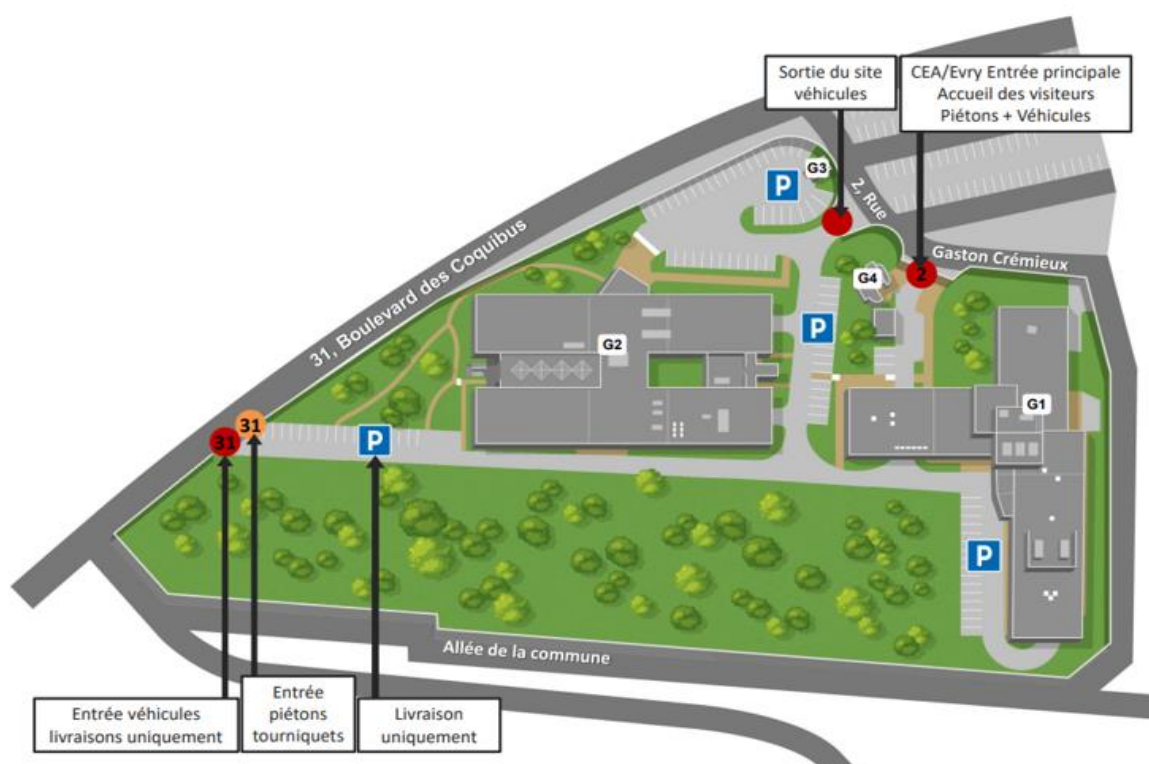 Sortie du site
véhicules
CEA/Evry Entrée principale
Accueil des visiteurs
Piétons + Véhicules
G3
P
2, Rue
Gaston Crémieux
31, Boulevard des Coquibus
G4
2
P
G2
G1
31
31
P
P
Allée de la commune
Entrée véhicules
livraisons uniquement
Entrée
piétons
tourniquets
Livraison
uniquement